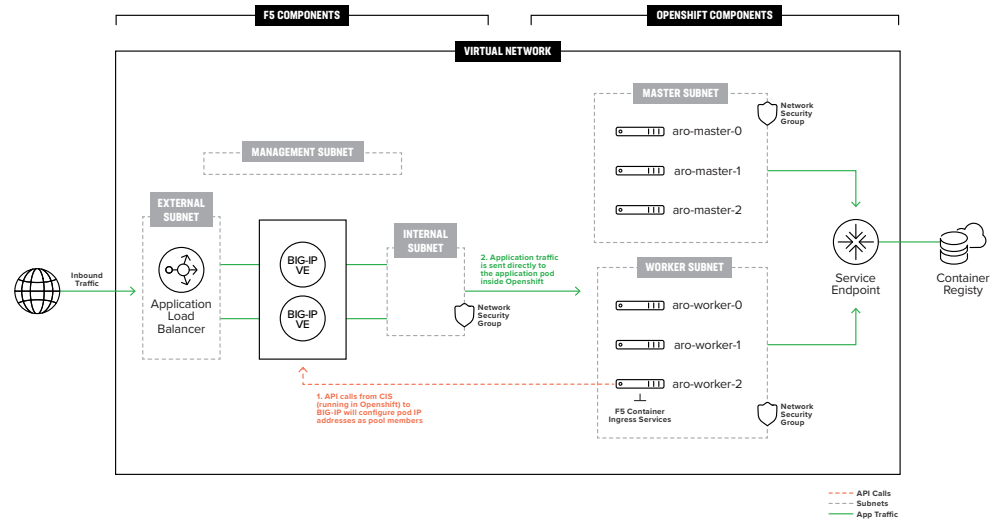 F5 COMPONENTS
OPENSHIFT COMPONENTS
VIRTUAL NETWORK
MASTER SUBNET
Network
Security
Group
aro-master-0
aro-master-1
aro-master-2
MANAGEMENT SUBNET
EXTERNAL
SUBNET
Application
Load
Balancer
Inbound
Traffic
BIG-IP
VE
BIG-IP
VE
INTERNAL
SUBNET
Network
Security
Group
2. Application traffic
is sent directly to
the application pod
inside Openshift
WORKER SUBNET
aro-worker-0
aro-worker-1
aro-worker-2
F5 Container
Ingress Services
Network
Security
Group
Service
Endpoint
Container
Registy
1. API calls from CIS
(running in Openshift) to
BIG-IP will configure pod IP
addresses as pool members
API Calls
Subnets
App Traffic